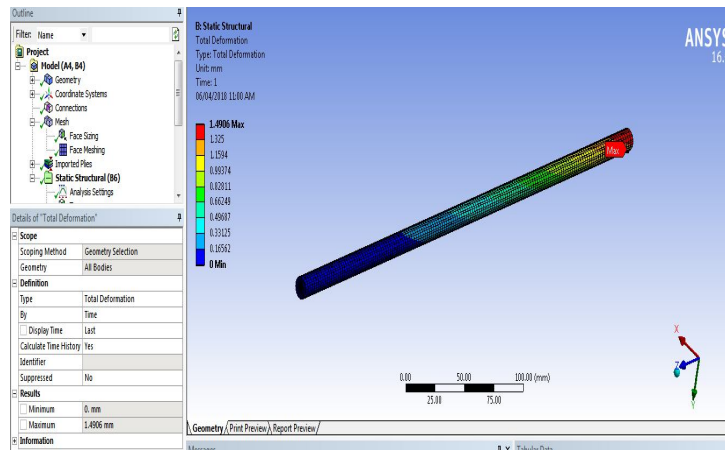 Outline
Filter: Name
Project
Model (A4, B4)
Geometry
Coordinate Systems
Connections
Mesh
Face Sizing
Face Meshing
Imported Plies
Static Structural (B6)
Analysis Settings
Details of "Total Deformation"
Scope
Scoping Method Geometry Selection
Geometry All Bodies
Definition
Type Total Deformation
By Time
Display Time Last
Calculate Time History Yes
Identifier
Suppressed No
Results
Minimum 0. mm
Maximum 1.4906 mm
Information
B: Static Structural
Total Deformation
Type: Total Deformation
Unit: mm
Time: 1
06/04/2018 11:00 AM
1.4906 Max
1.325
1.1594
0.99374
0.82811
0.66249
0.49687
0.33125
0.16562
0 Min
ANSYS
16.
Max
X
Z
Y
0.00 50.00 100.00 (mm)
25.00 75.00
Geometry Print Preview Report Preview
Messages
Tabular Data